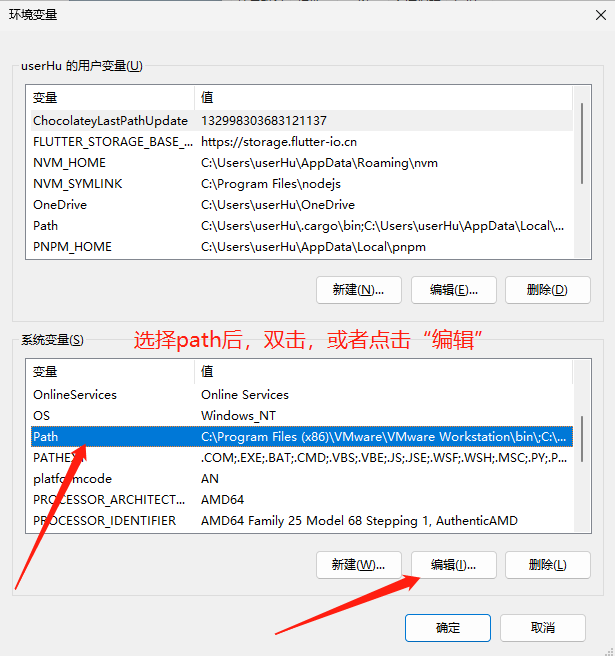 环境变量
userHu 的用户变量(U)
变量 值
ChocolateyLastPathUpdate 132998303683121137
FLUTTER_STORAGE_BASE_... https://storage.flutter-io.cn
NVM_HOME C:\Users\userHu\AppData\Roaming\nvm
NVM_SYMLINK C:\Program Files\nodejs
OneDrive C:\Users\userHu\OneDrive
Path C:\Users\userHu\.cargo\bin;C:\Users\userHu\AppData\Local\...
PNPM_HOME C:\Users\userHu\AppData\Local\pnpm
新建(N)... 编辑(E)... 删除(D)
选择path后，双击，或者点击“编辑”
系统变量(S)
变量 值
OnlineServices Online Services
OS Windows_NT
Path C:\Program Files (x86)\VMware\VMware Workstation\bin\;C:\...
.COM;.EXE;.BAT;.CMD;.VBS;.VBE;.JS;.JSE;.WSF;.WSH;.MSC;.PY;.P...
platformcode AN
PROCESSOR_ARCHITECT... AMD64
PROCESSOR_IDENTIFIER AMD64 Family 25 Model 68 Stepping 1, AuthenticAMD
新建(W)... 编辑(I)... 删除(L)
确定 取消